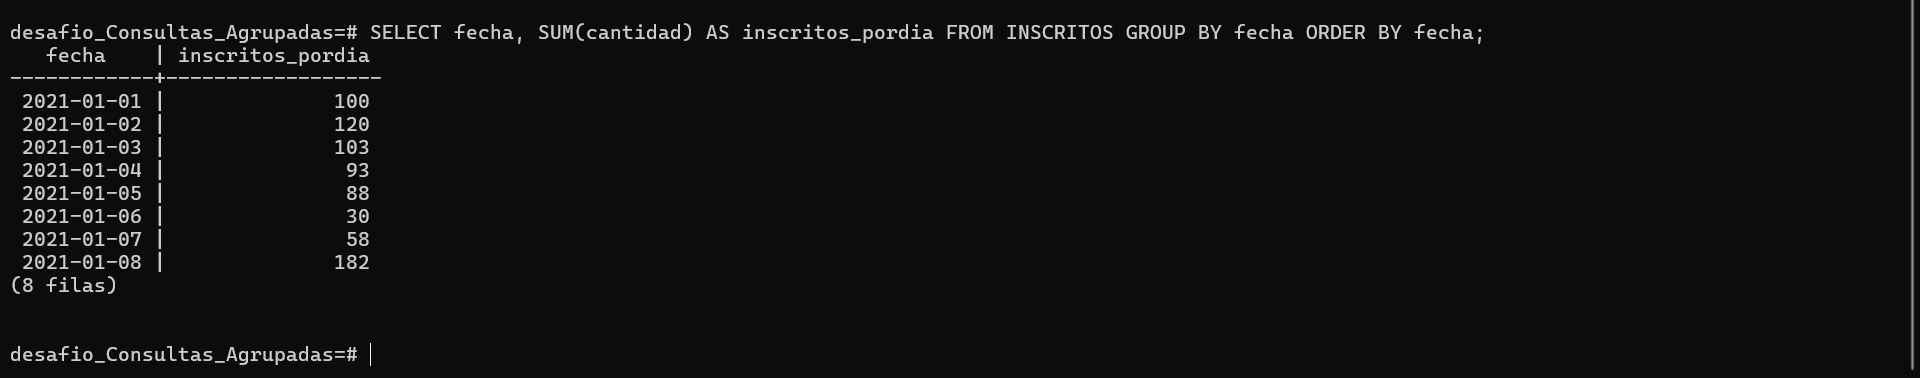 desafio_Consultas_Agrupadas=# SELECT fecha, SUM(cantidad) AS inscritos_pordia FROM INSCRITOS GROUP BY fecha ORDER BY fecha;
   fecha    | inscritos_pordia
------------+------------------
 2021-01-01 |              100
 2021-01-02 |              120
 2021-01-03 |              103
 2021-01-04 |               93
 2021-01-05 |               88
 2021-01-06 |               30
 2021-01-07 |               58
 2021-01-08 |              182
(8 filas)
desafio_Consultas_Agrupadas=#